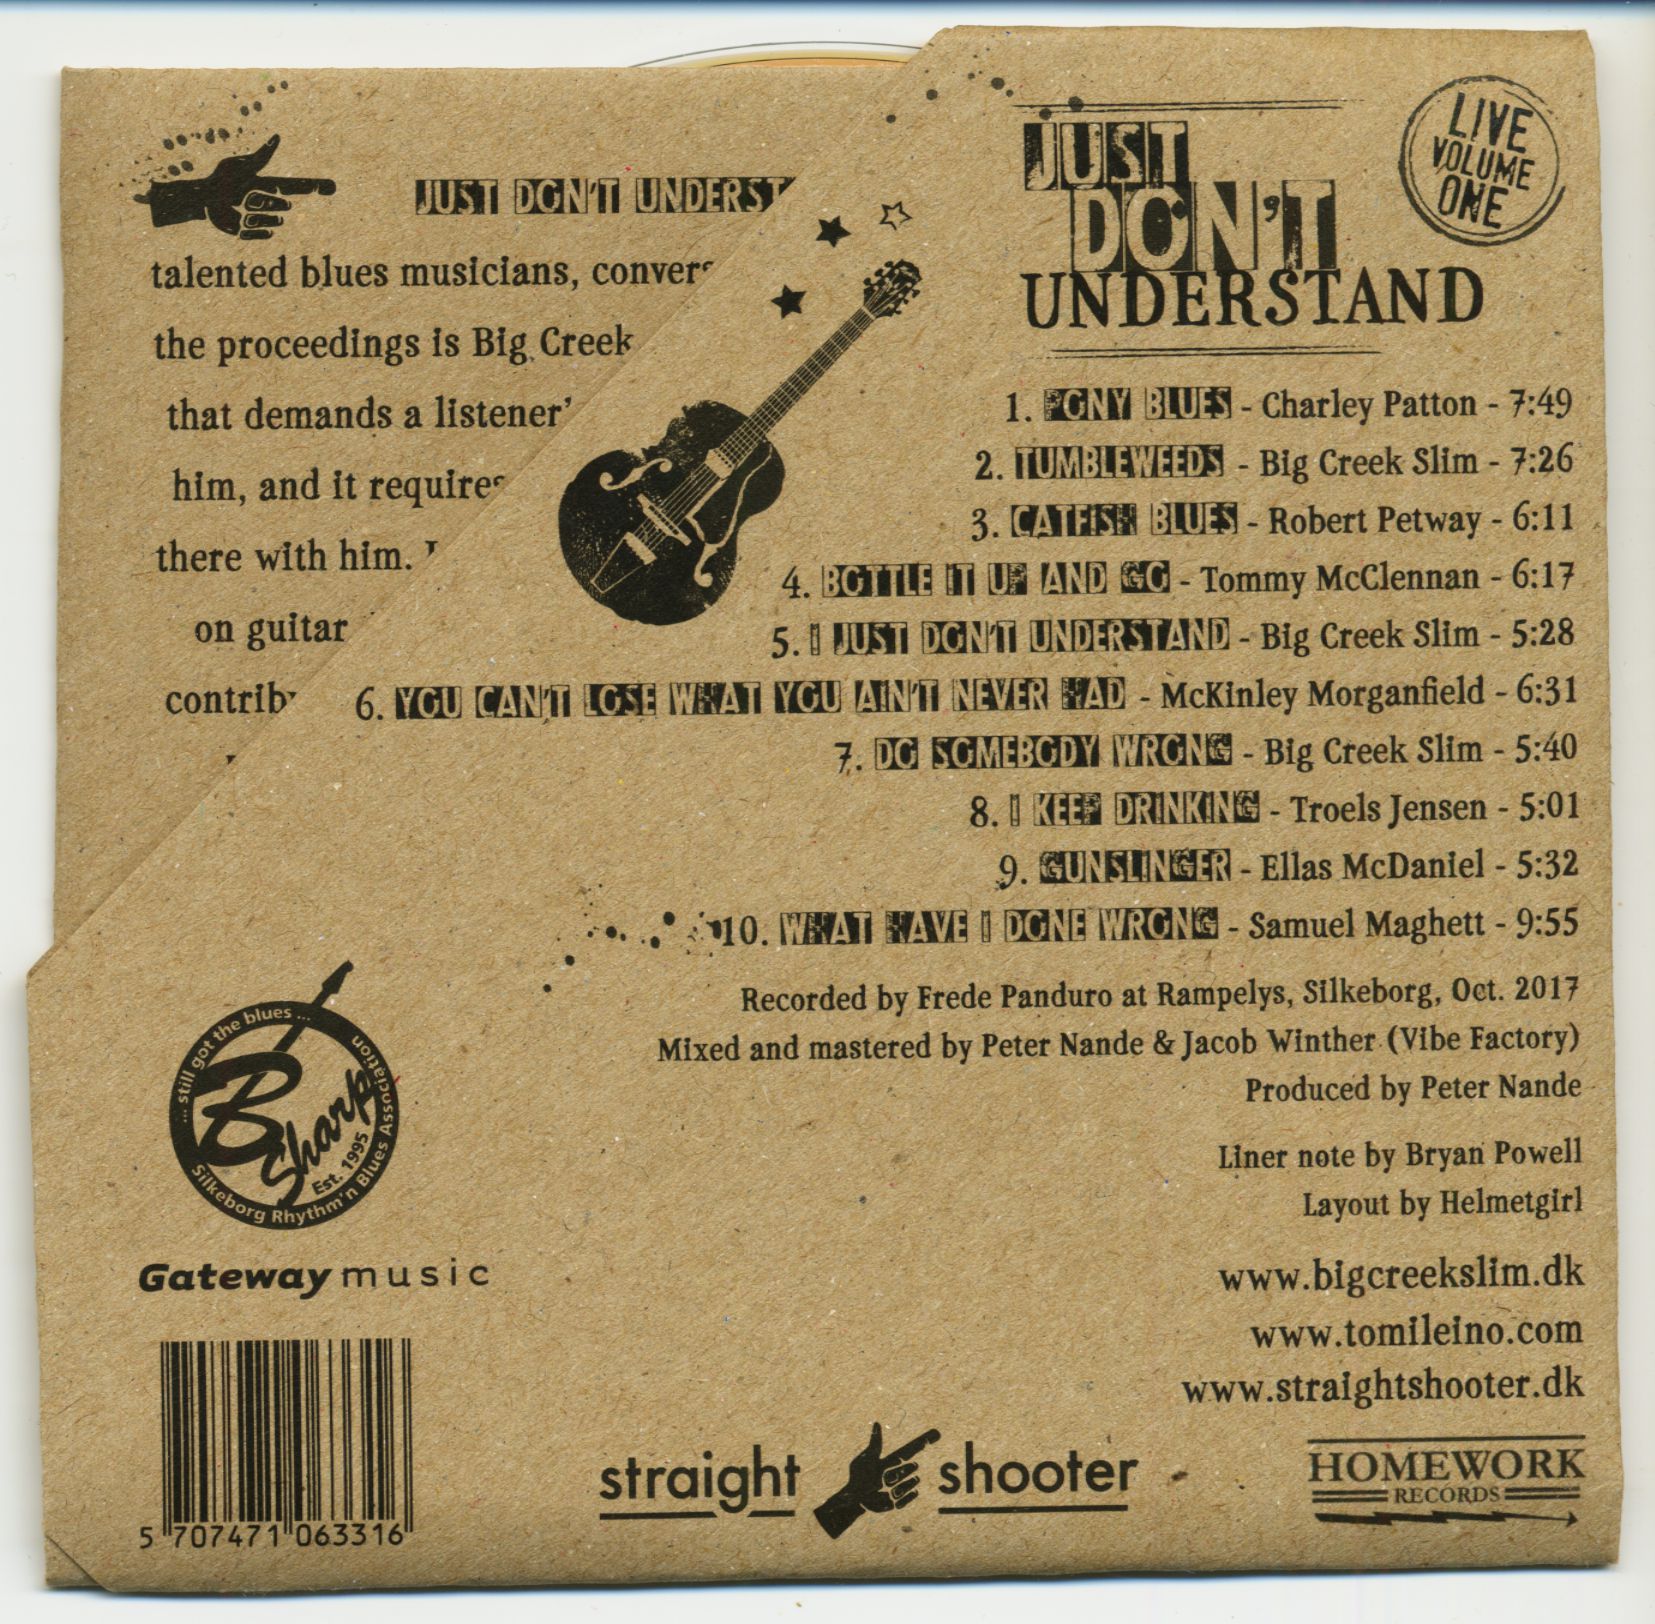 JUST DON'T UNDERST
talented blues musicians, conver
the proceedings is Big Creek
that demands a listener'
him, and it require
there with him.
on guitar
contrib
JUST
DON'T
UNDERSTAND
LIVE
VOLUME
ONE
1. PONY BLUES - Charley Patton - 7:49
2. TUMBLEWEEDS - Big Creek Slim - 7:26
3. CATFISH BLUES - Robert Petway - 6:11
4. BOTTLE IT UP AND GO - Tommy McClennan - 6:17
5. I JUST DON'T UNDERSTAND - Big Creek Slim - 5:28
6. YOU CAN'T LOSE WHAT YOU AIN'T NEVER HAD - McKinley Morganfield - 6:31
7. DO SOMEBODY WRONG - Big Creek Slim - 5:40
8. I KEEP DRINKING - Troels Jensen - 5:01
9. GUNSLINGER - Ellas McDaniel - 5:32
10. WHAT HAVE I DONE WRONG - Samuel Maghett - 9:55
Recorded by Frede Panduro at Rampelys, Silkeborg, Oct. 2017
Mixed and mastered by Peter Nande & Jacob Winther (Vibe Factory)
Produced by Peter Nande
Liner note by Bryan Powell
Layout by Helmetgirl
www.bigcreekslim.dk
www.tomileino.com
www.straightshooter.dk
... still got the blues ...
B Sharp
Est. 1995
Silkeborg Rhythm'n Blues Association
Gateway music
5 707471 063316
straight shooter
HOMEWORK
RECORDS